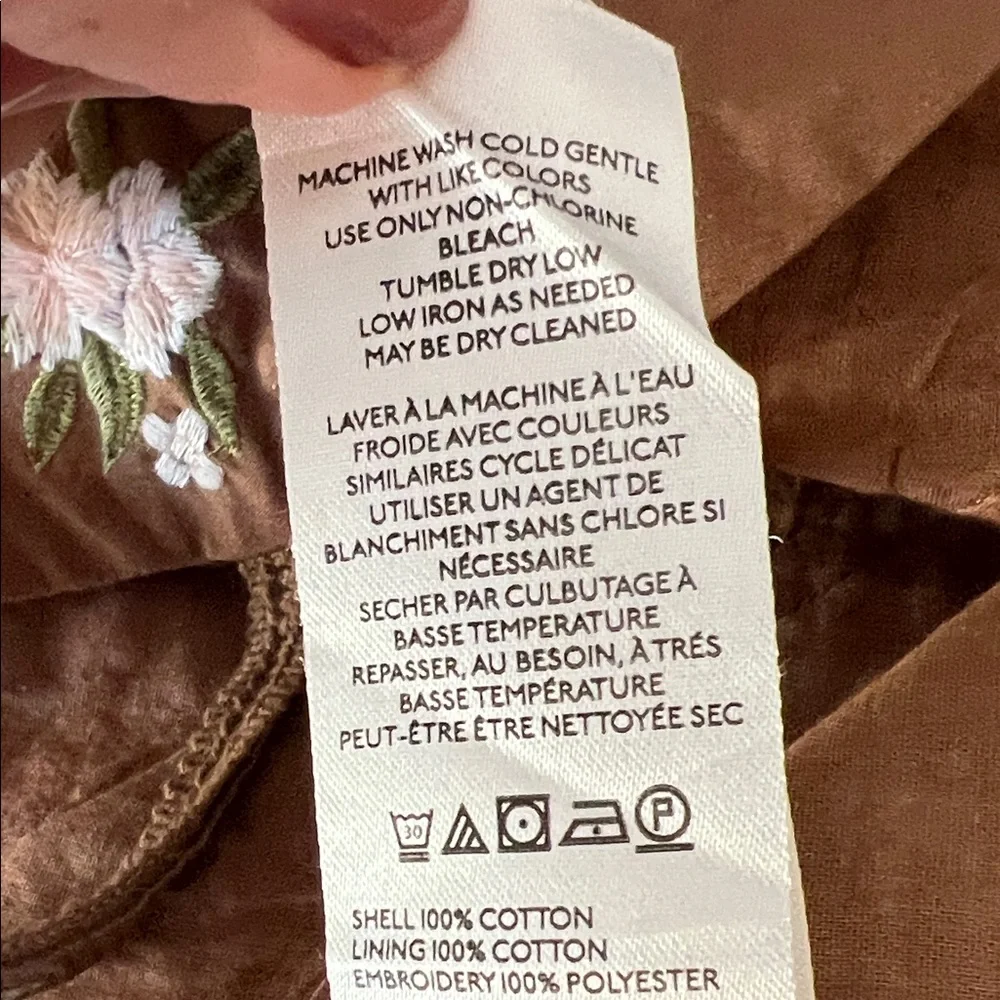 MACHINE WASH COLD GENTLE
WITH LIKE COLORS
USE ONLY NON-CHLORINE
BLEACH
TUMBLE DRY LOW
LOW IRON AS NEEDED
MAY BE DRY CLEANED
LAVER À LA MACHINE À L'EAU
FROIDE AVEC COULEURS
SIMILAIRES CYCLE DÉLICAT
UTILISER UN AGENT DE
BLANCHIMENT SANS CHLORE SI
NÉCESSAIRE
SECHER PAR CULBUTAGE À
BASSE TEMPERATURE
REPASSER, AU BESOIN, À TRÉS
BASSE TEMPÉRATURE
PEUT-ÊTRE ÊTRE NETTOYÉE SEC
30 P
SHELL 100% COTTON
LINING 100% COTTON
EMBROIDERY 100% POLYESTER